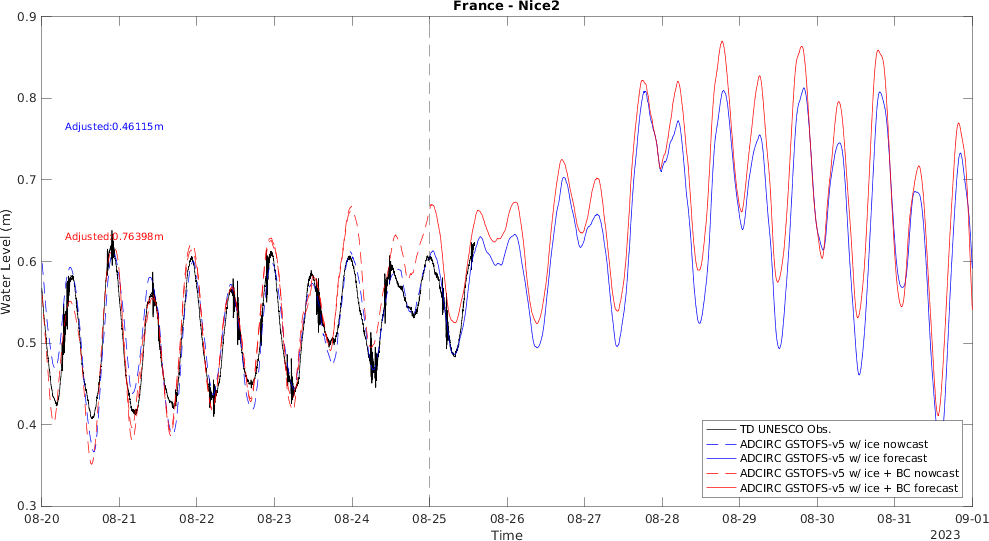 France - Nice2
0.9
0.8
0.7
0.6
0.5
0.4
0.3
Water Level (m)
Adjusted:0.46115m
Adjusted:0.76398m
TD UNESCO Obs.
ADCIRC GSTOFS-v5 w/ ice nowcast
ADCIRC GSTOFS-v5 w/ ice forecast
ADCIRC GSTOFS-v5 w/ ice + BC nowcast
ADCIRC GSTOFS-v5 w/ ice + BC forecast
08-20 08-21 08-22 08-23 08-24 08-25 08-26 08-27 08-28 08-29 08-30 08-31 09-01
Time
2023